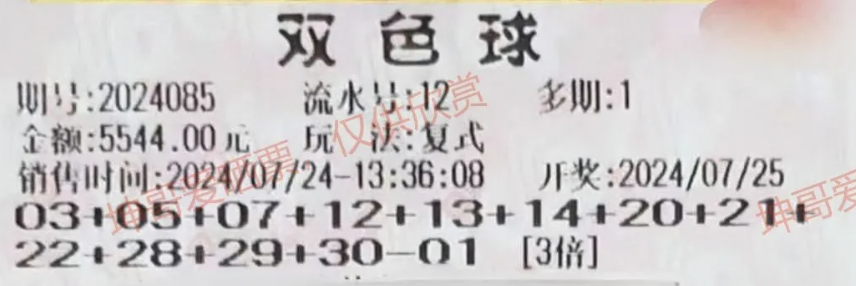 双色球
期号:2024085 流水号:12 多期:1
金额:5544.00元 玩法:复式
销售时间:2024/07/24-13:36:08 开奖:2024/07/25
03+05+07+12+13+14+20+21+
22+28+29+30-01 [3倍]
坤哥爱彩票 仅供欣赏
坤哥爱